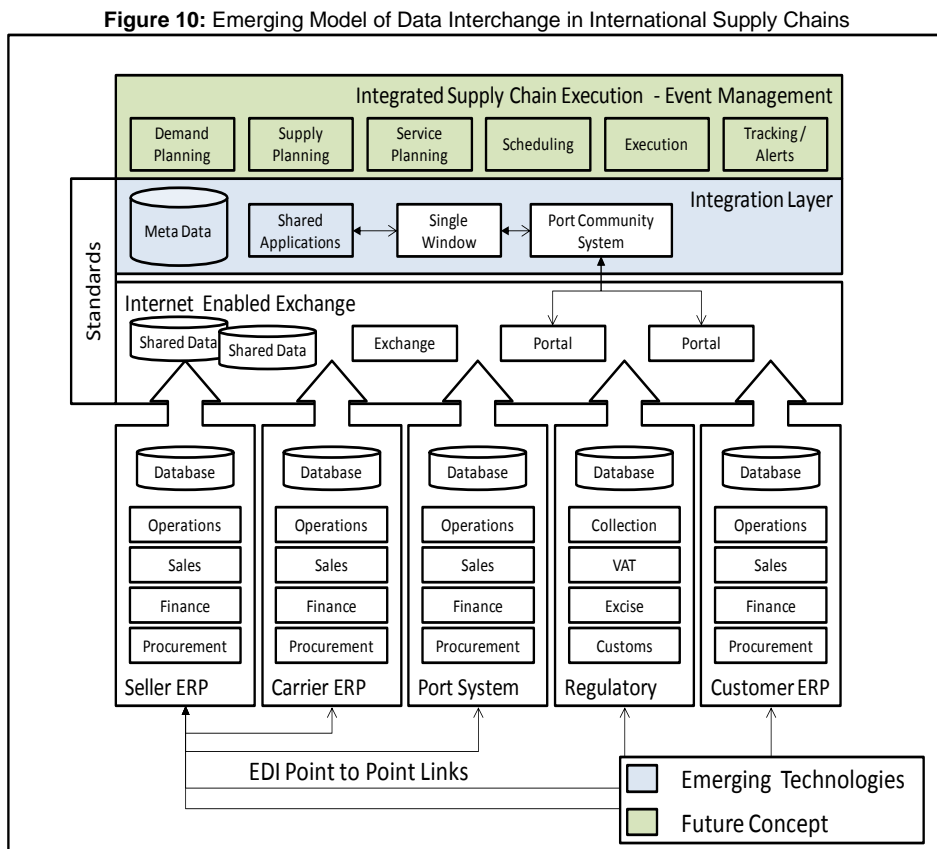 Figure 10: Emerging Model of Data Interchange in International Supply Chains
Integrated Supply Chain Execution - Event Management
Demand
Planning
Supply
Planning
Service
Planning
Scheduling
Execution
Tracking /
Alerts
Standards
Integration Layer
Meta Data
Shared
Applications
Single
Window
Port Community
System
Internet Enabled Exchange
Shared Data
Shared Data
Exchange
Portal
Portal
Database
Operations
Sales
Finance
Procurement
Seller ERP
Database
Operations
Sales
Finance
Procurement
Carrier ERP
Database
Operations
Sales
Finance
Procurement
Port System
Database
Collection
VAT
Excise
Customs
Regulatory
Database
Operations
Sales
Finance
Procurement
Customer ERP
EDI Point to Point Links
Emerging Technologies
Future Concept